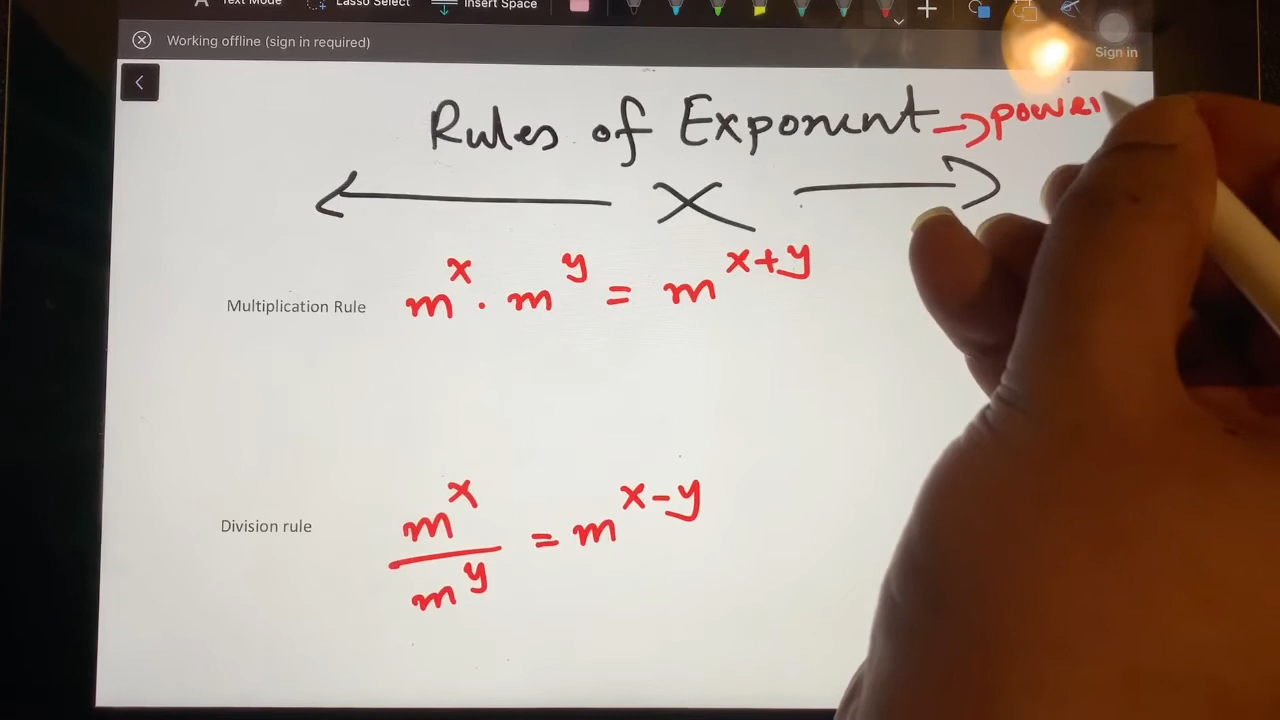 Text Mode Lasso Select Insert Space
Working offline (sign in required)
Sign in
Rules of Exponent → power
← X →
Multiplication Rule m^x . m^y = m^(x+y)
Division rule m^x / m^y = m^(x-y)